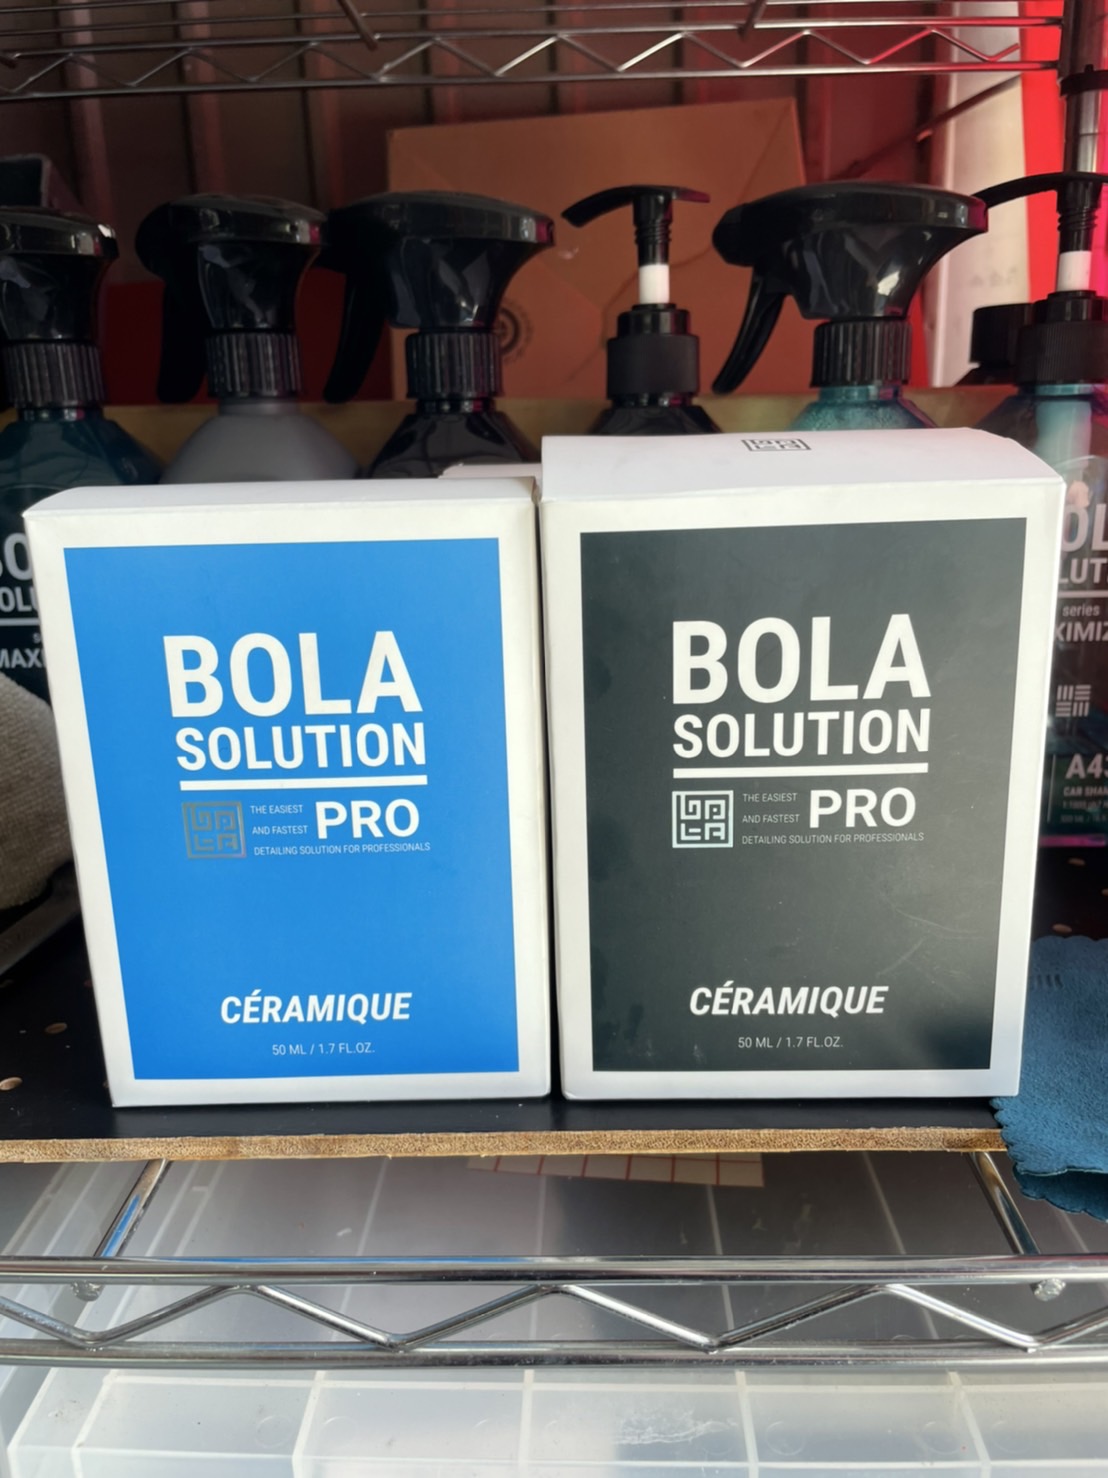 BOLA
SOLUTION
THE EASIEST
AND FASTEST
PRO
DETAILING SOLUTION FOR PROFESSIONALS
CÉRAMIQUE
50 ML / 1.7 FL.OZ.
BOLA
SOLUTION
THE EASIEST
AND FASTEST
PRO
DETAILING SOLUTION FOR PROFESSIONALS
CÉRAMIQUE
50 ML / 1.7 FL.OZ.
series